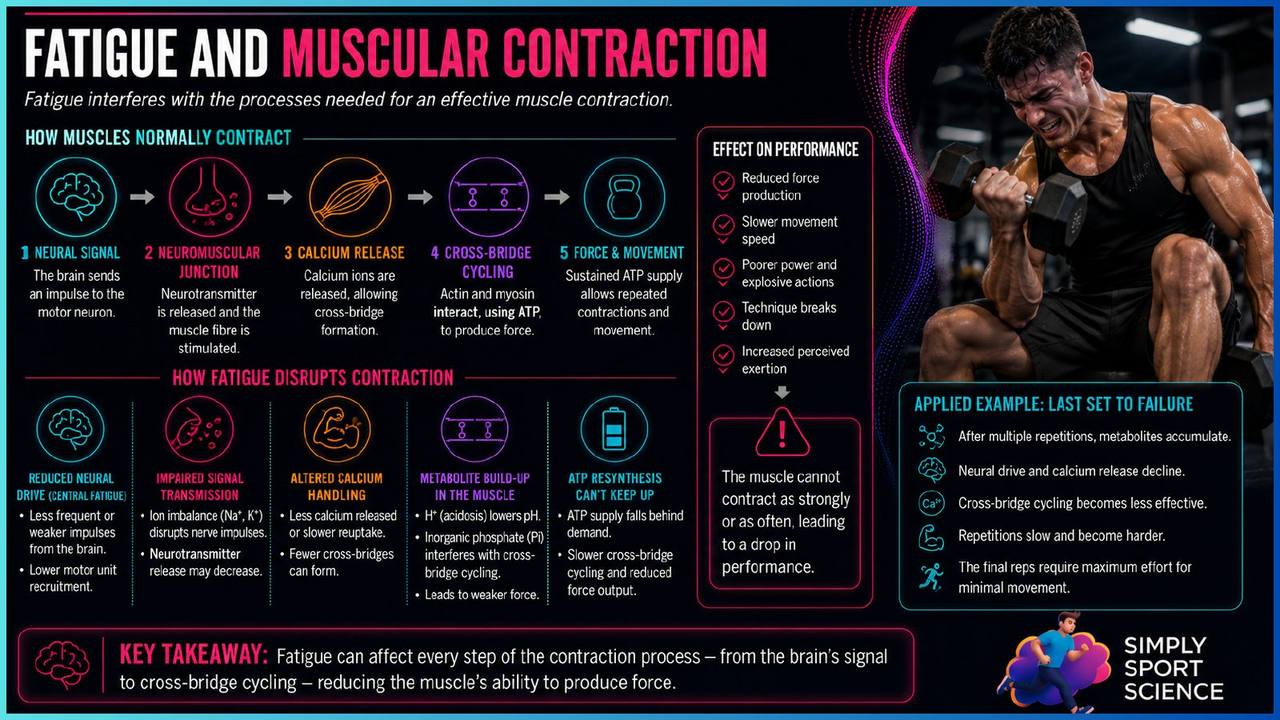 FATIGUE AND MUSCULAR CONTRACTION
Fatigue interferes with the processes needed for an effective muscle contraction.
HOW MUSCLES NORMALLY CONTRACT
1 NEURAL SIGNAL
The brain sends
an impulse to the
motor neuron.
2 NEUROMUSCULAR
JUNCTION
Neurotransmitter
is released and the
muscle fibre is
stimulated.
3 CALCIUM RELEASE
Calcium ions are
released, allowing
cross-bridge
formation.
4 CROSS-BRIDGE
CYCLING
Actin and myosin
interact, using ATP,
to produce force.
5 FORCE & MOVEMENT
Sustained ATP supply
allows repeated
contractions and
movement.
HOW FATIGUE DISRUPTS CONTRACTION
REDUCED NEURAL
DRIVE (CENTRAL FATIGUE)
• Less frequent or
weaker impulses
from the brain.
• Lower motor unit
recruitment.
IMPAIRED SIGNAL
TRANSMISSION
• Ion imbalance (Na⁺, K⁺)
disrupts nerve impulses.
• Neurotransmitter
release may decrease.
ALTERED CALCIUM
HANDLING
• Less calcium released
or slower reuptake.
• Fewer cross-bridges
can form.
METABOLITE BUILD-UP
IN THE MUSCLE
• H⁺ (acidosis) lowers pH.
• Inorganic phosphate (Pi)
interferes with cross-
bridge cycling.
• Leads to weaker force.
ATP RESYNTHESIS
CAN'T KEEP UP
• ATP supply falls behind
demand.
• Slower cross-bridge
cycling and reduced
force output.
EFFECT ON PERFORMANCE
Reduced force
production
Slower movement
speed
Poorer power and
explosive actions
Technique breaks
down
Increased perceived
exertion
!
The muscle cannot
contract as strongly
or as often, leading
to a drop in
performance.
APPLIED EXAMPLE: LAST SET TO FAILURE
After multiple repetitions, metabolites accumulate.
Neural drive and calcium release decline.
Ca²⁺
Cross-bridge cycling becomes less effective.
Repetitions slow and become harder.
The final reps require maximum effort for
minimal movement.
KEY TAKEAWAY: Fatigue can affect every step of the contraction process – from the brain's signal
to cross-bridge cycling – reducing the muscle's ability to produce force.
SIMPLY
SPORT
SCIENCE